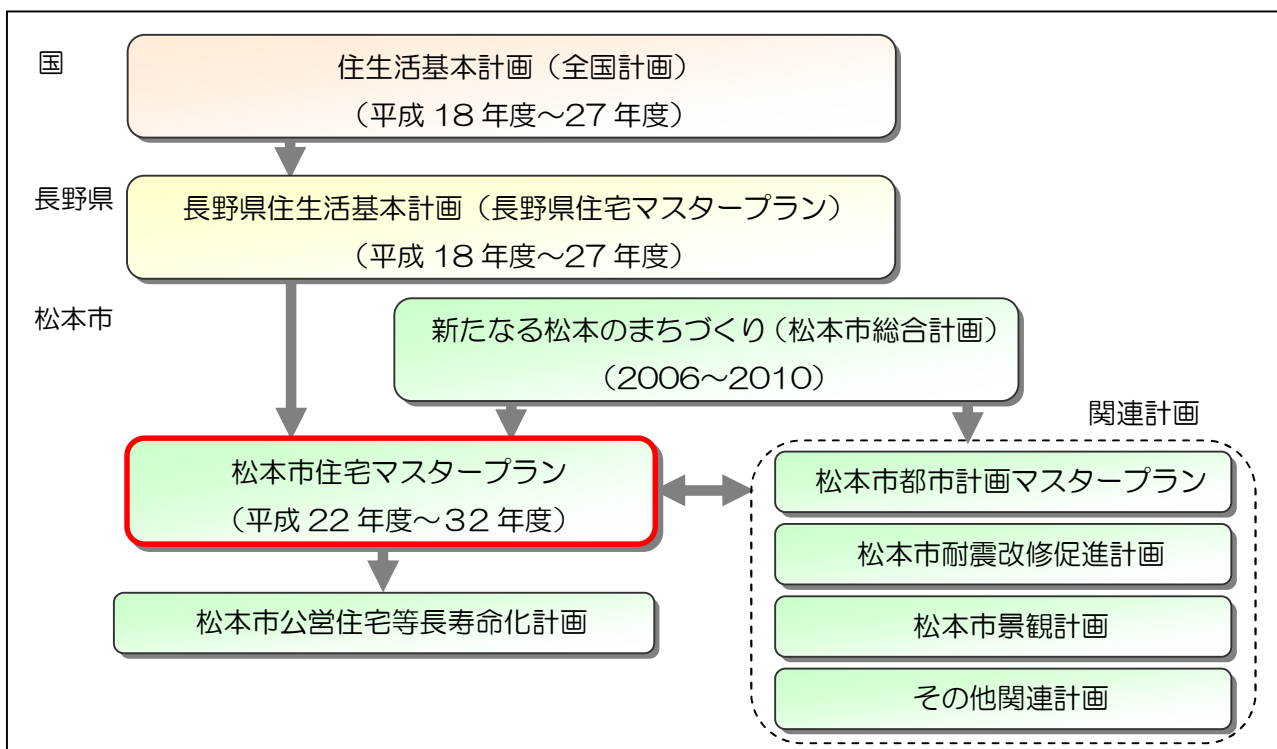 国
住生活基本計画（全国計画）
（平成 18 年度～27 年度）
長野県
長野県住生活基本計画（長野県住宅マスタープラン）
（平成 18 年度～27 年度）
松本市
新たなる松本のまちづくり（松本市総合計画）
（2006～2010）
関連計画
松本市住宅マスタープラン
（平成 22 年度～32 年度）
松本市公営住宅等長寿命化計画
松本市都市計画マスタープラン
松本市耐震改修促進計画
松本市景観計画
その他関連計画